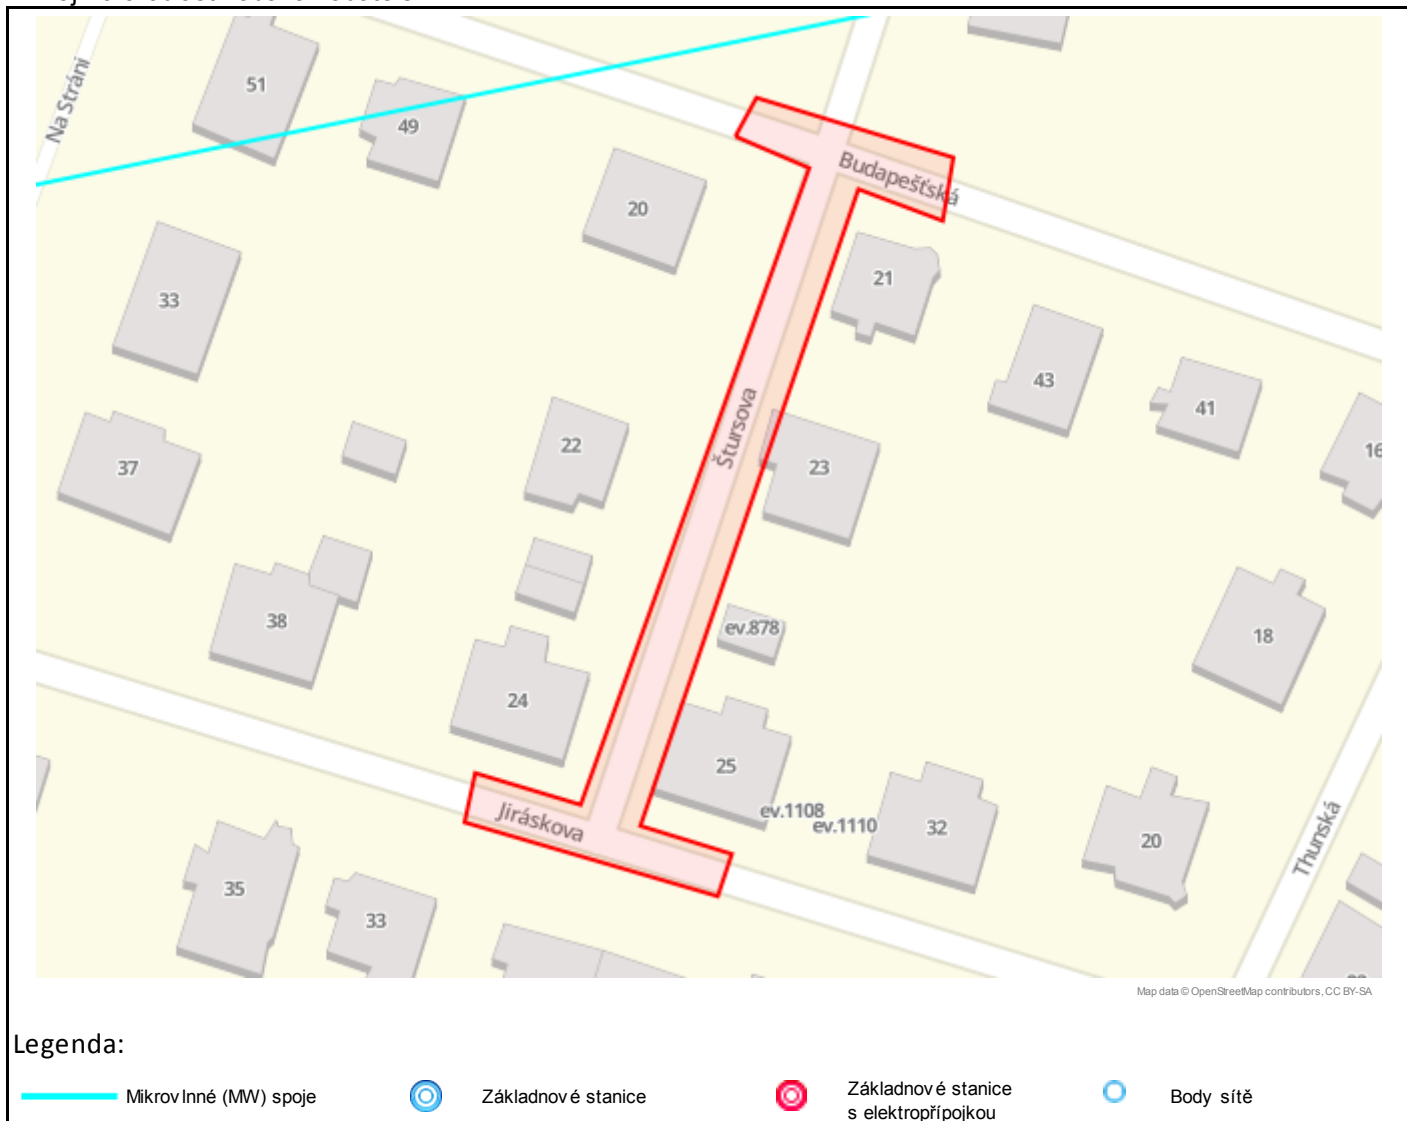 Na Stráni
51
49
20
Budapešťská
33
21
43
41
16
Štursova
37
22
23
38
ev.878
18
24
25
ev.1108
ev.1110
32
20
Jiráskova
Thunská
35
33
Map data © OpenStreetMap contributors, CC BY-SA
Legenda:
Mikrovlnné (MW) spoje
Základnové stanice
Základnové stanice
s elektropřípojkou
Body sítě